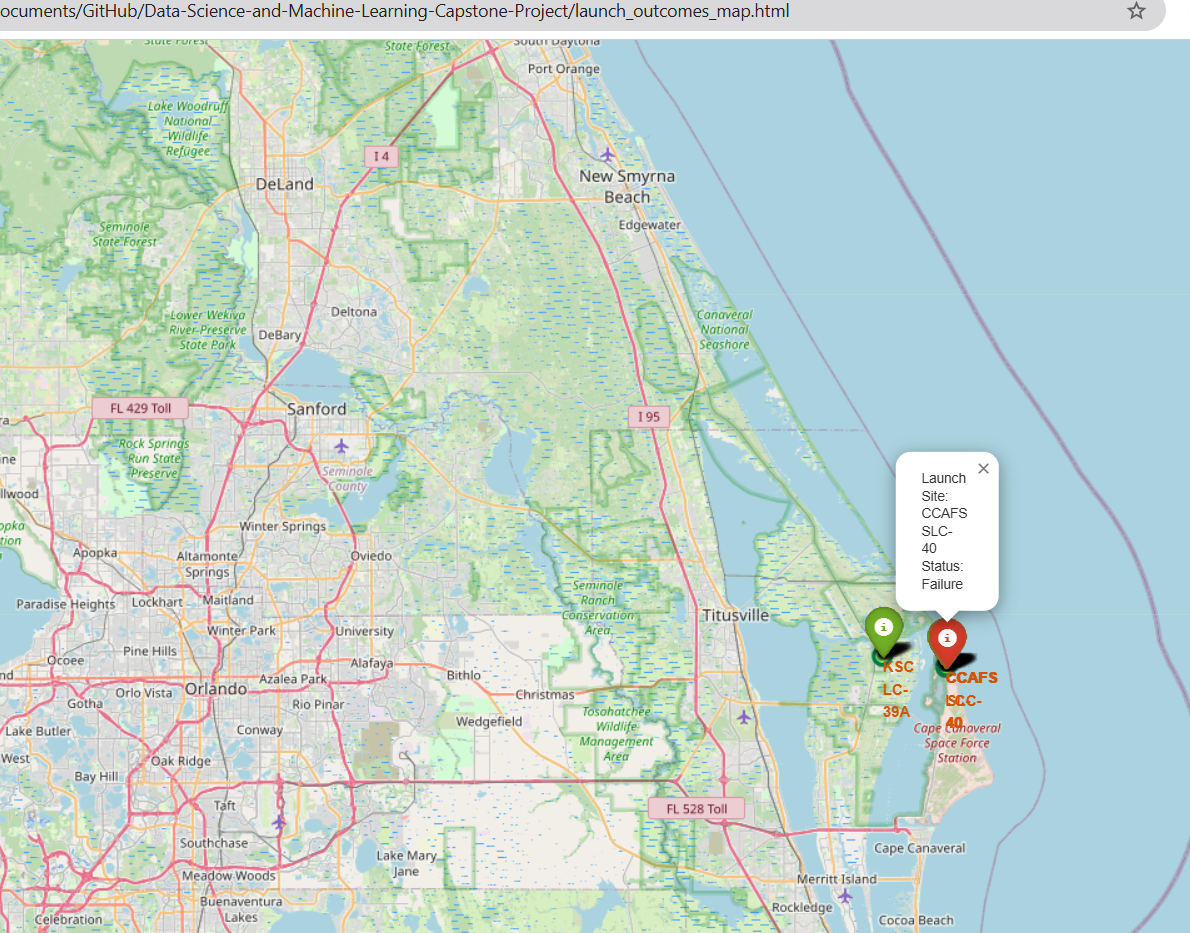 ocuments/GitHub/Data-Science-and-Machine-Learning-Capstone-Project/launch_outcomes_map.html
State Forest
State Forest
South Daytona
Port Orange
Lake Woodruff
National
Wildlife
Refugee
I 4
DeLand
New Smyrna
Beach
Edgewater
Seminole
State Forest
Deltona
Lower Wekiva
River Preserve
State Park
DeBary
Canaveral
National
Seashore
FL 429 Toll
Sanford
I 95
Rock Springs
Run State
Preserve
Seminole
County
Winter Springs
Apopka
Altamonte
Springs
Oviedo
Paradise Heights
Lockhart
Maitland
Winter Park
University
Pine Hills
Ocoee
Alafaya
Azalea Park
Orlo Vista
Orlando
Gotha
Rio Pinar
Bithlo
Christmas
Wedgefield
Lake Butler
Conway
West
Oak Ridge
Bay Hill
Taft
Southchase
Meadow Woods
Buenaventura
Lakes
Celebration
Seminole
Ranch
Conservation
Area
Titusville
Tosohatchee
Wildlife
Management
Area
FL 528 Toll
Lake Mary
Jane
Launch
Site:
CCAFS
SLC-
40
Status:
Failure
×
i
i
KSC
LC-
39A
CCAFS
SLC-
40
Cape Canaveral
Space Force
Station
Cape Canaveral
Merritt Island
Rockledge
Cocoa Beach